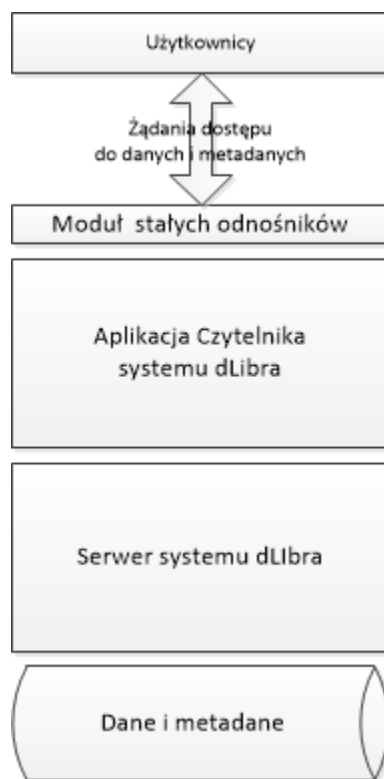 Użytkownicy
Żądania dostępu
do danych i metadanych
Moduł stałych odnośników
Aplikacja Czytelnika
systemu dLibra
Serwer systemu dLIbra
Dane i metadane